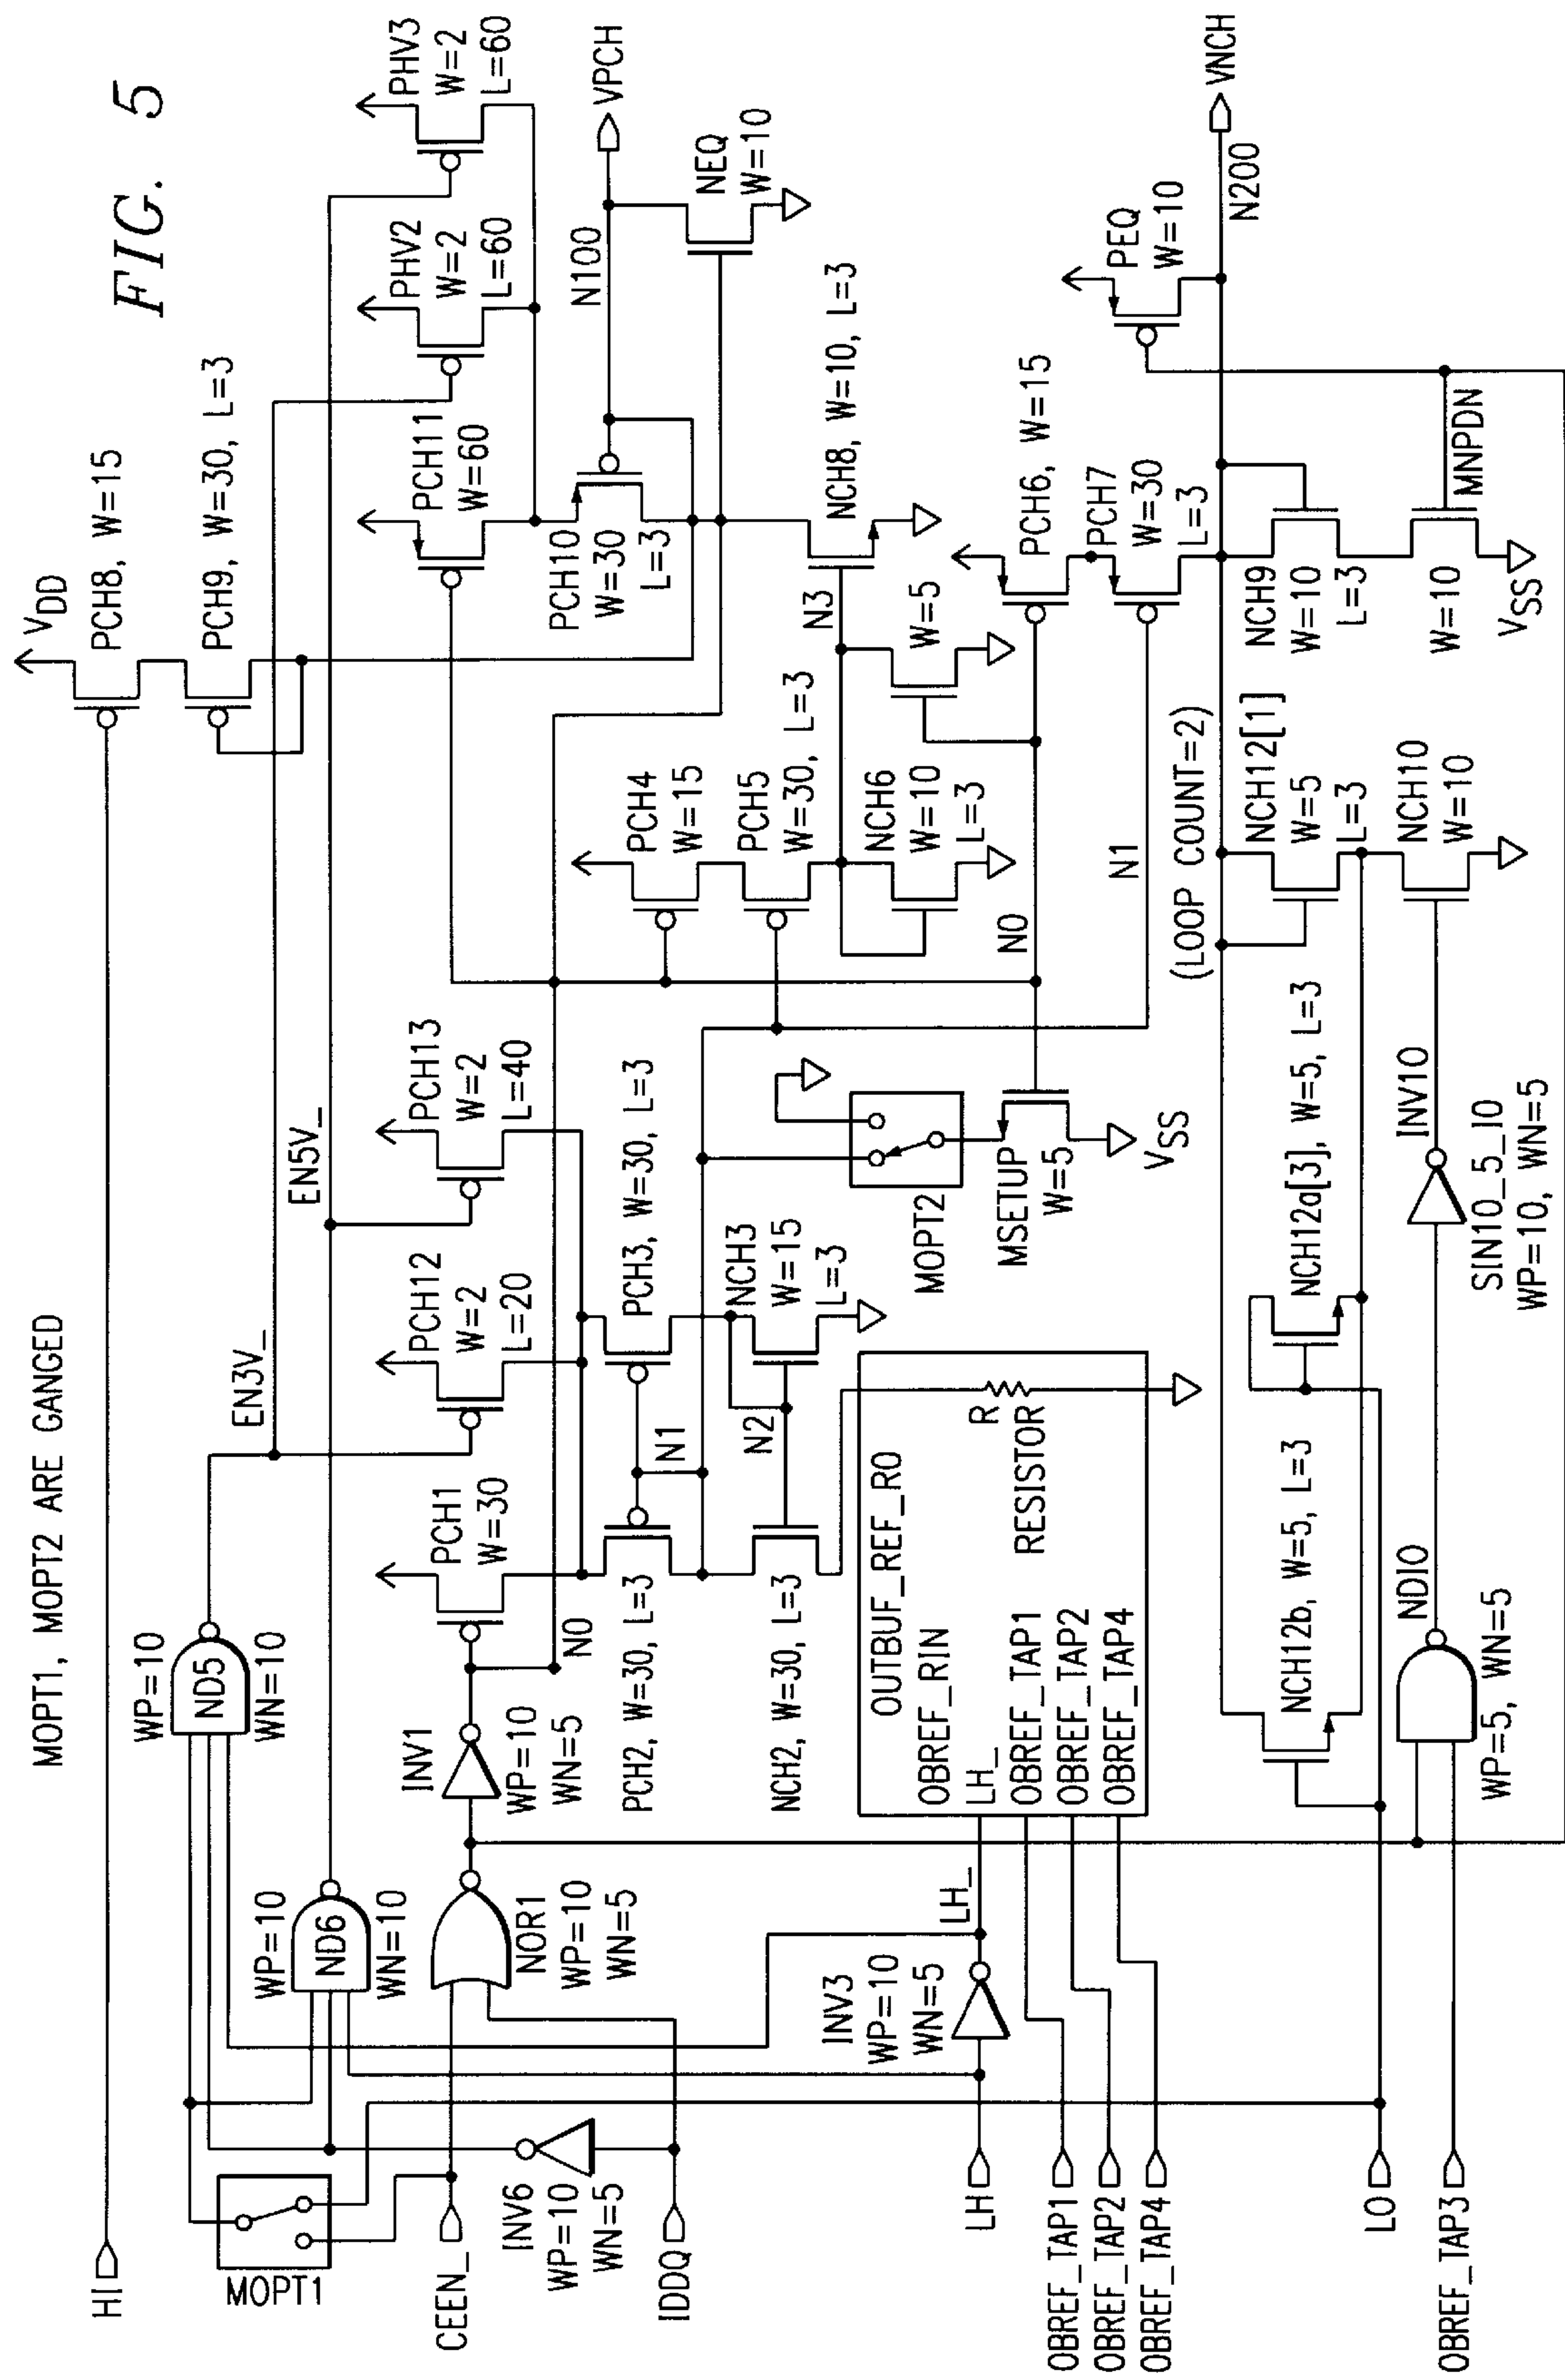 FIG. 5
MOPT1, MOPT2 ARE GANGED
HI
MOPT1
CEEN_
INV6
WP=10
WN=5
IDDQ
LH
OBREF_TAP1
OBREF_TAP2
OBREF_TAP4
LO
OBREF_TAP3
WP=10
ND6
WN=10
NOR1
WP=10
WN=5
INV3
WP=10
WN=5
LH_
WP=10
ND5
WN=10
INV1
WP=10
WN=5
EN3V_
EN5V_
N0
PCH1
W=30
PCH12
W=2
L=20
PCH13
W=2
L=40
PCH2, W=30, L=3
PCH3, W=30, L=3
N1
NCH2, W=30, L=3
N2
NCH3
W=15
L=3
OUTBUF_REF_R0
OBREF_RIN
LH_
OBREF_TAP1
OBREF_TAP2
OBREF_TAP4
R
RESISTOR
MOPT2
MSETUP
W=5
VSS
NCH12b, W=5, L=3
NCH12a[3], W=5, L=3
NDIO
WP=5, WN=5
INV10
SIN10_5_IO
WP=10, WN=5
VDD
PCH8, W=15
PCH9, W=30, L=3
PCH11
W=60
PHV2
W=2
L=60
PHV3
W=2
L=60
PCH10
W=30
L=3
N100
VPCH
NEQ
W=10
NCH8, W=10, L=3
N3
PCH4
W=15
PCH5
W=30, L=3
NCH6
W=10
L=3
W=5
N0
N1
PCH6, W=15
PCH7
W=30
L=3
PEQ
W=10
VNCH
N200
(LOOP COUNT=2)
NCH12[1]
W=5
L=3
NCH10
W=10
NCH9
W=10
L=3
MNPDN
W=10
VSS